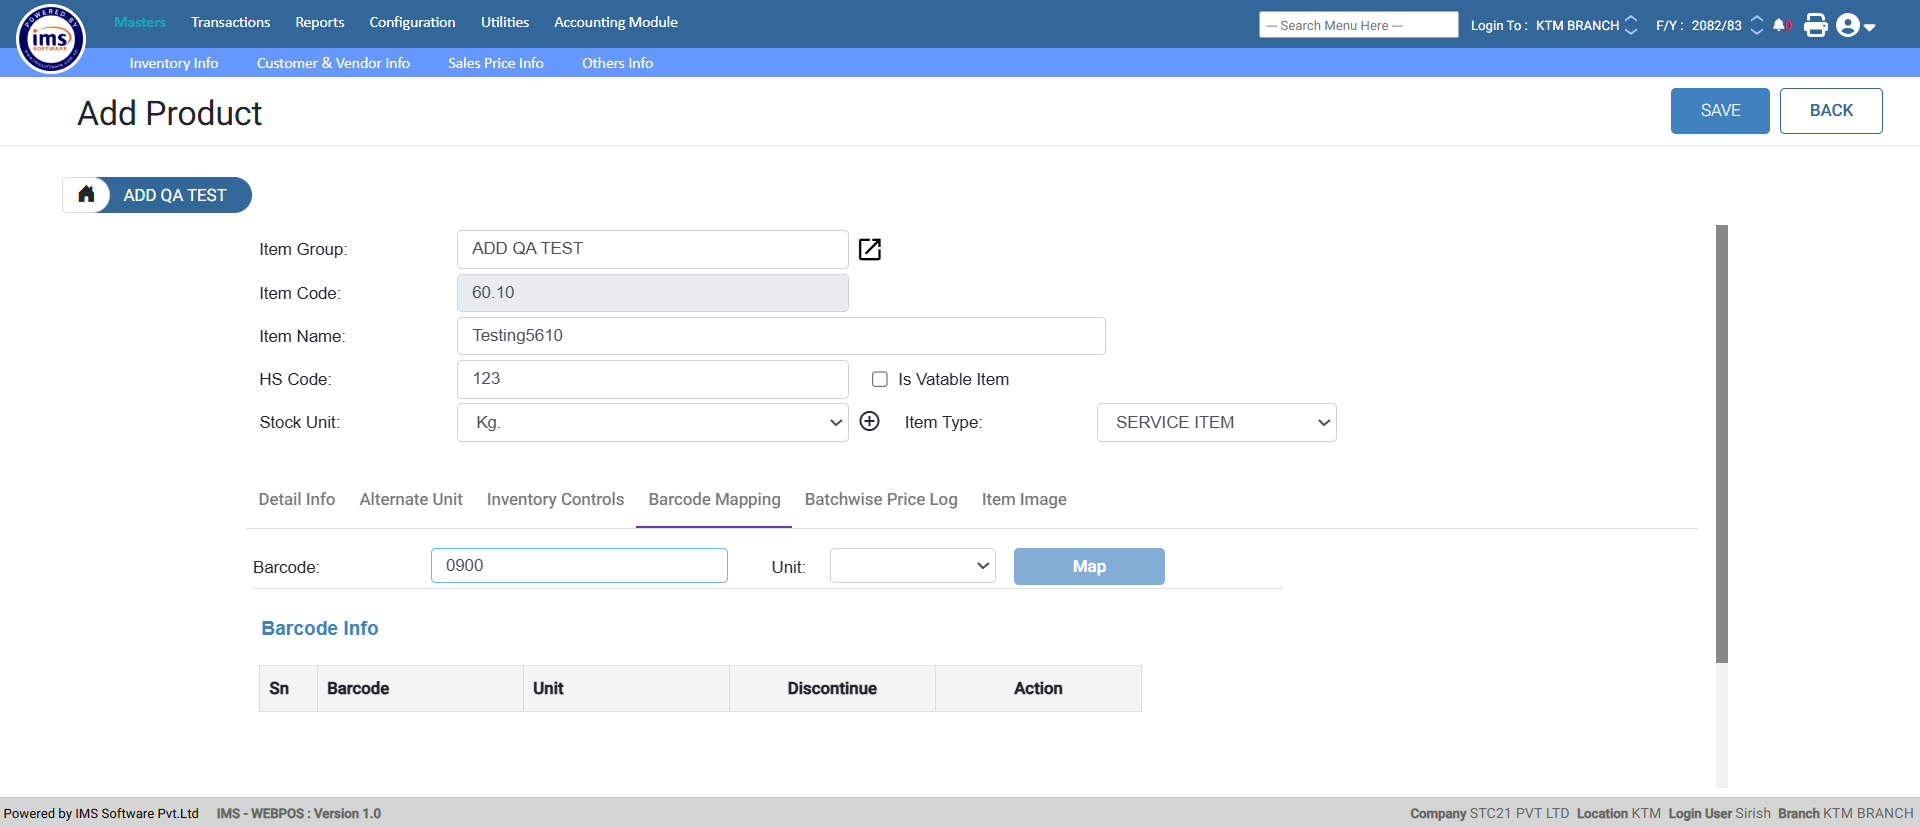 POWERED BY
ims
SOFTWARE
Masters Transactions Reports Configuration Utilities Accounting Module
--- Search Menu Here --- Login To : KTM BRANCH F/Y : 2082/83 0
Inventory Info Customer & Vendor Info Sales Price Info Others Info
Add Product SAVE BACK
ADD QA TEST
Item Group: ADD QA TEST
Item Code: 60.10
Item Name: Testing5610
HS Code: 123 Is Vatable Item
Stock Unit: Kg. Item Type: SERVICE ITEM
Detail Info Alternate Unit Inventory Controls Barcode Mapping Batchwise Price Log Item Image
Barcode: 0900 Unit: Map
Barcode Info
Sn Barcode Unit Discontinue Action
Powered by IMS Software Pvt.Ltd IMS - WEBPOS : Version 1.0 Company STC21 PVT LTD Location KTM Login User Sirish Branch KTM BRANCH